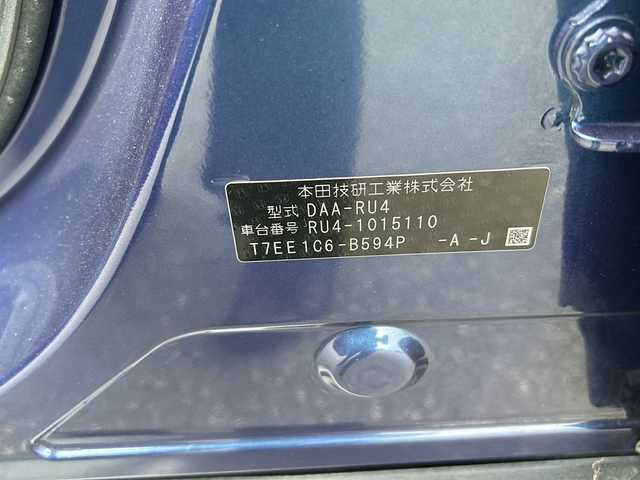 本田技研工業株式会社
型式 DAA-RU4
車台番号 RU4-1015110
T7EE1C6-B594P -A -J